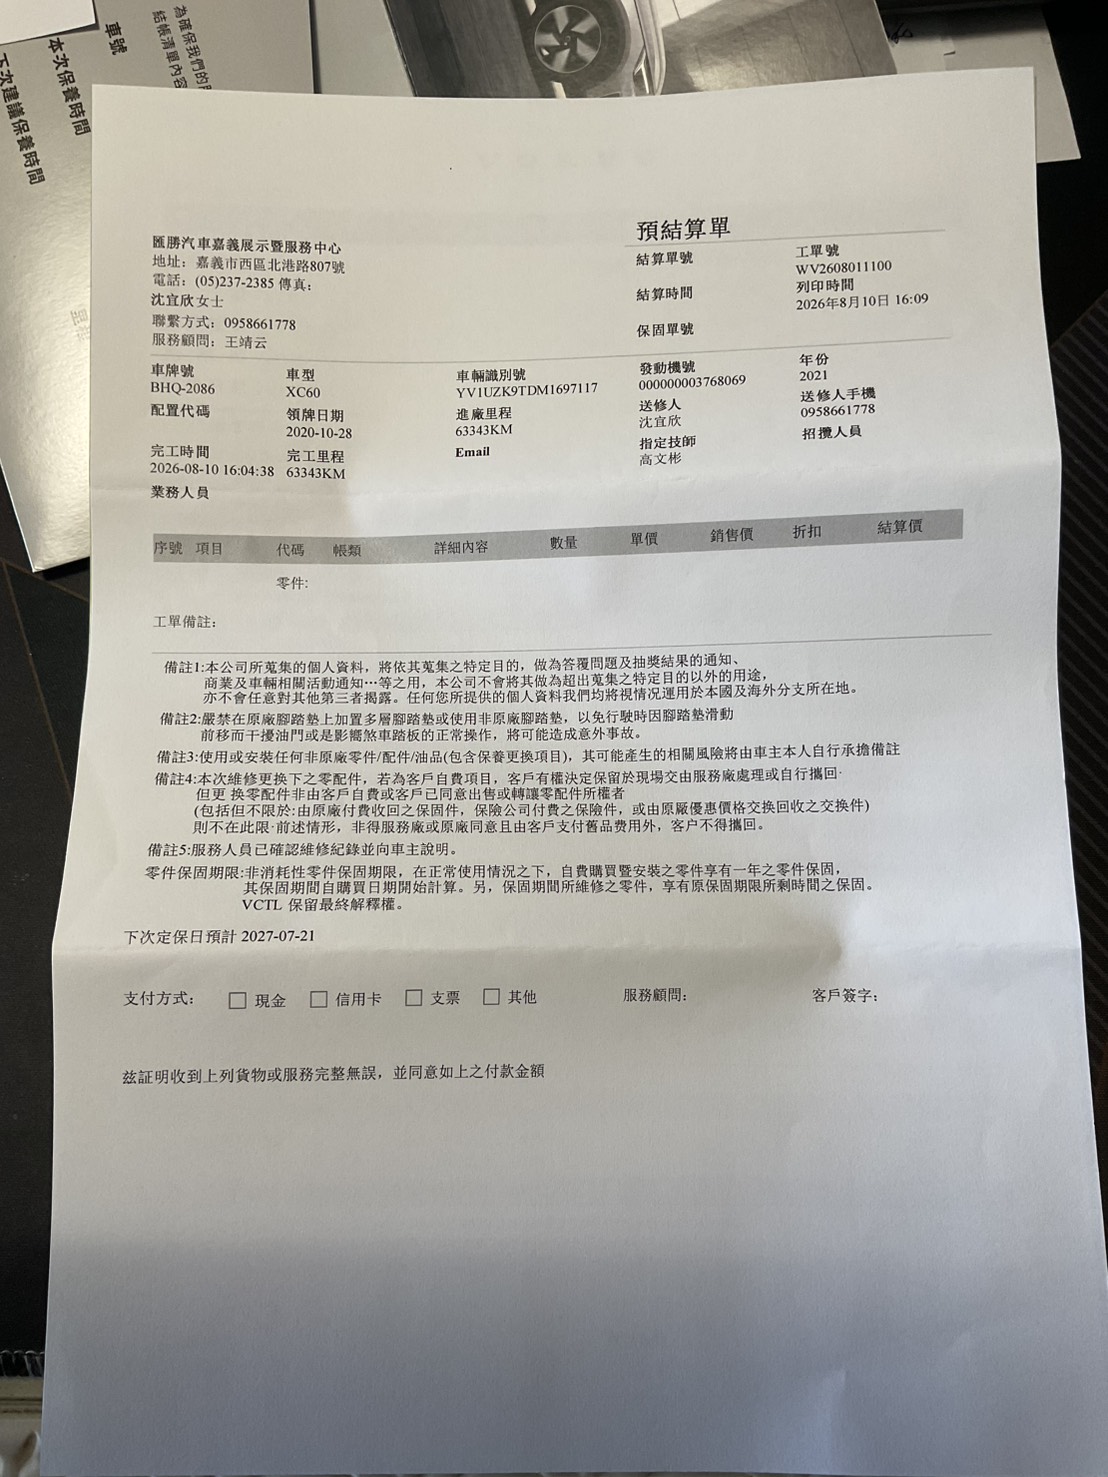 為確保我們的
結帳清單內容
車號
本次保養時間
下次建議保養時間
預結算單
匯勝汽車嘉義展示暨服務中心
地址：嘉義市西區北港路807號
電話：(05)237-2385 傳真：
沈宜欣女士
聯繫方式：0958661778
服務顧問：王靖云
結算單號
工單號
WV2608011100
結算時間
列印時間
2026年8月10日 16:09
保固單號
車牌號 車型 車輛識別號 發動機號 年份
BHQ-2086 XC60 YV1UZK9TDM1697117 000000003768069 2021
配置代碼 領牌日期 進廠里程 送修人 送修人手機
2020-10-28 63343KM 沈宜欣 0958661778
完工時間 完工里程 Email 指定技師 招攬人員
2026-08-10 16:04:38 63343KM 高文彬
業務人員
序號 項目 代碼 帳類 詳細內容 數量 單價 銷售價 折扣 結算價
零件:
工單備註：
備註1:本公司所蒐集的個人資料，將依其蒐集之特定目的，做為答覆問題及抽獎結果的通知、
商業及車輛相關活動通知…等之用，本公司不會將其做為超出蒐集之特定目的以外的用途，
亦不會任意對其他第三者揭露。任何您所提供的個人資料我們均將視情況運用於本國及海外分支所在地。
備註2:嚴禁在原廠腳踏墊上加置多層腳踏墊或使用非原廠腳踏墊，以免行駛時因腳踏墊滑動
前移而干擾油門或是影嚮煞車踏板的正常操作，將可能造成意外事故。
備註3:使用或安裝任何非原廠零件/配件/油品(包含保養更換項目)，其可能產生的相關風險將由車主本人自行承擔備註
備註4:本次維修更換下之零配件，若為客戶自費項目，客戶有權決定保留於現場交由服務廠處理或自行攜回·
但更 換零配件非由客戶自費或客戶已同意出售或轉讓零配件所權者
(包括但不限於:由原廠付費收回之保固件，保險公司付費之保險件，或由原厰優惠價格交換回收之交換件)
則不在此限·前述情形，非得服務廠或原廠同意且由客戶支付舊品费用外，客户不得攜回。
備註5:服務人員已確認維修紀錄並向車主說明。
零件保固期限:非消耗性零件保固期限，在正常使用情況之下，自費購買暨安裝之零件享有一年之零件保固，
其保固期間自購買日期開始計算。另，保固期間所維修之零件，享有原保固期限所剩時間之保固。
VCTL 保留最終解釋權。
下次定保日預計 2027-07-21
支付方式： 現金 信用卡 支票 其他 服務顧問： 客戶簽字：
茲証明收到上列貨物或服務完整無誤，並同意如上之付款金額